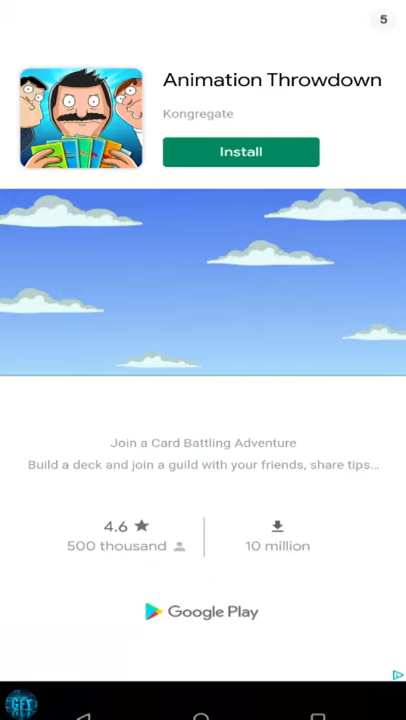 5
Animation Throwdown
Kongregate
Install
Join a Card Battling Adventure
Build a deck and join a guild with your friends, share tips...
4.6
500 thousand
10 million
Google Play
GFY